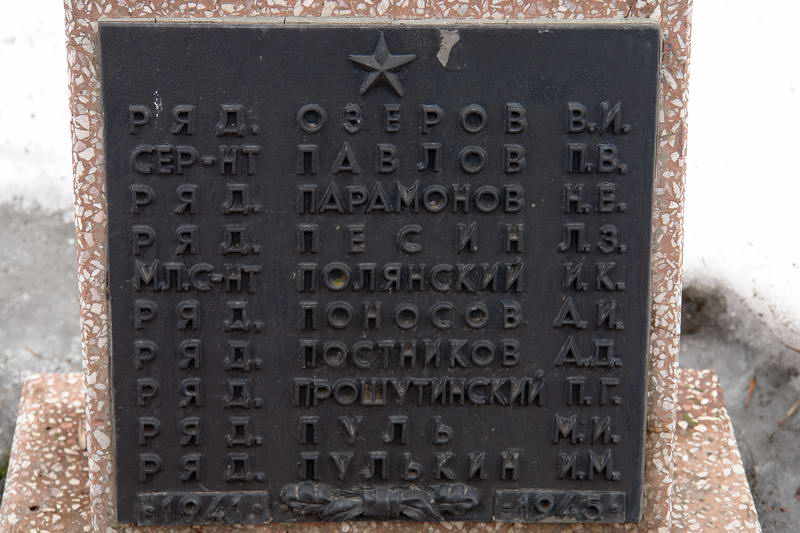 РЯД. ОЗЕРОВ В.И.
СЕР-НТ ПАВЛОВ П.В.
РЯД. ПАРАМОНОВ Н.Е.
РЯД. ПЕСИН Л.З.
МЛ.С-НТ ПОЛЯНСКИЙ И.К.
РЯД. ПОНОСОВ А.И.
РЯД. ПОСТНИКОВ А.Д.
РЯД. ПРОШУТИНСКИЙ П.Г.
РЯД. ПУЛЬ М.И.
РЯД. ПУЛЬКИН И.М.
1941 1945